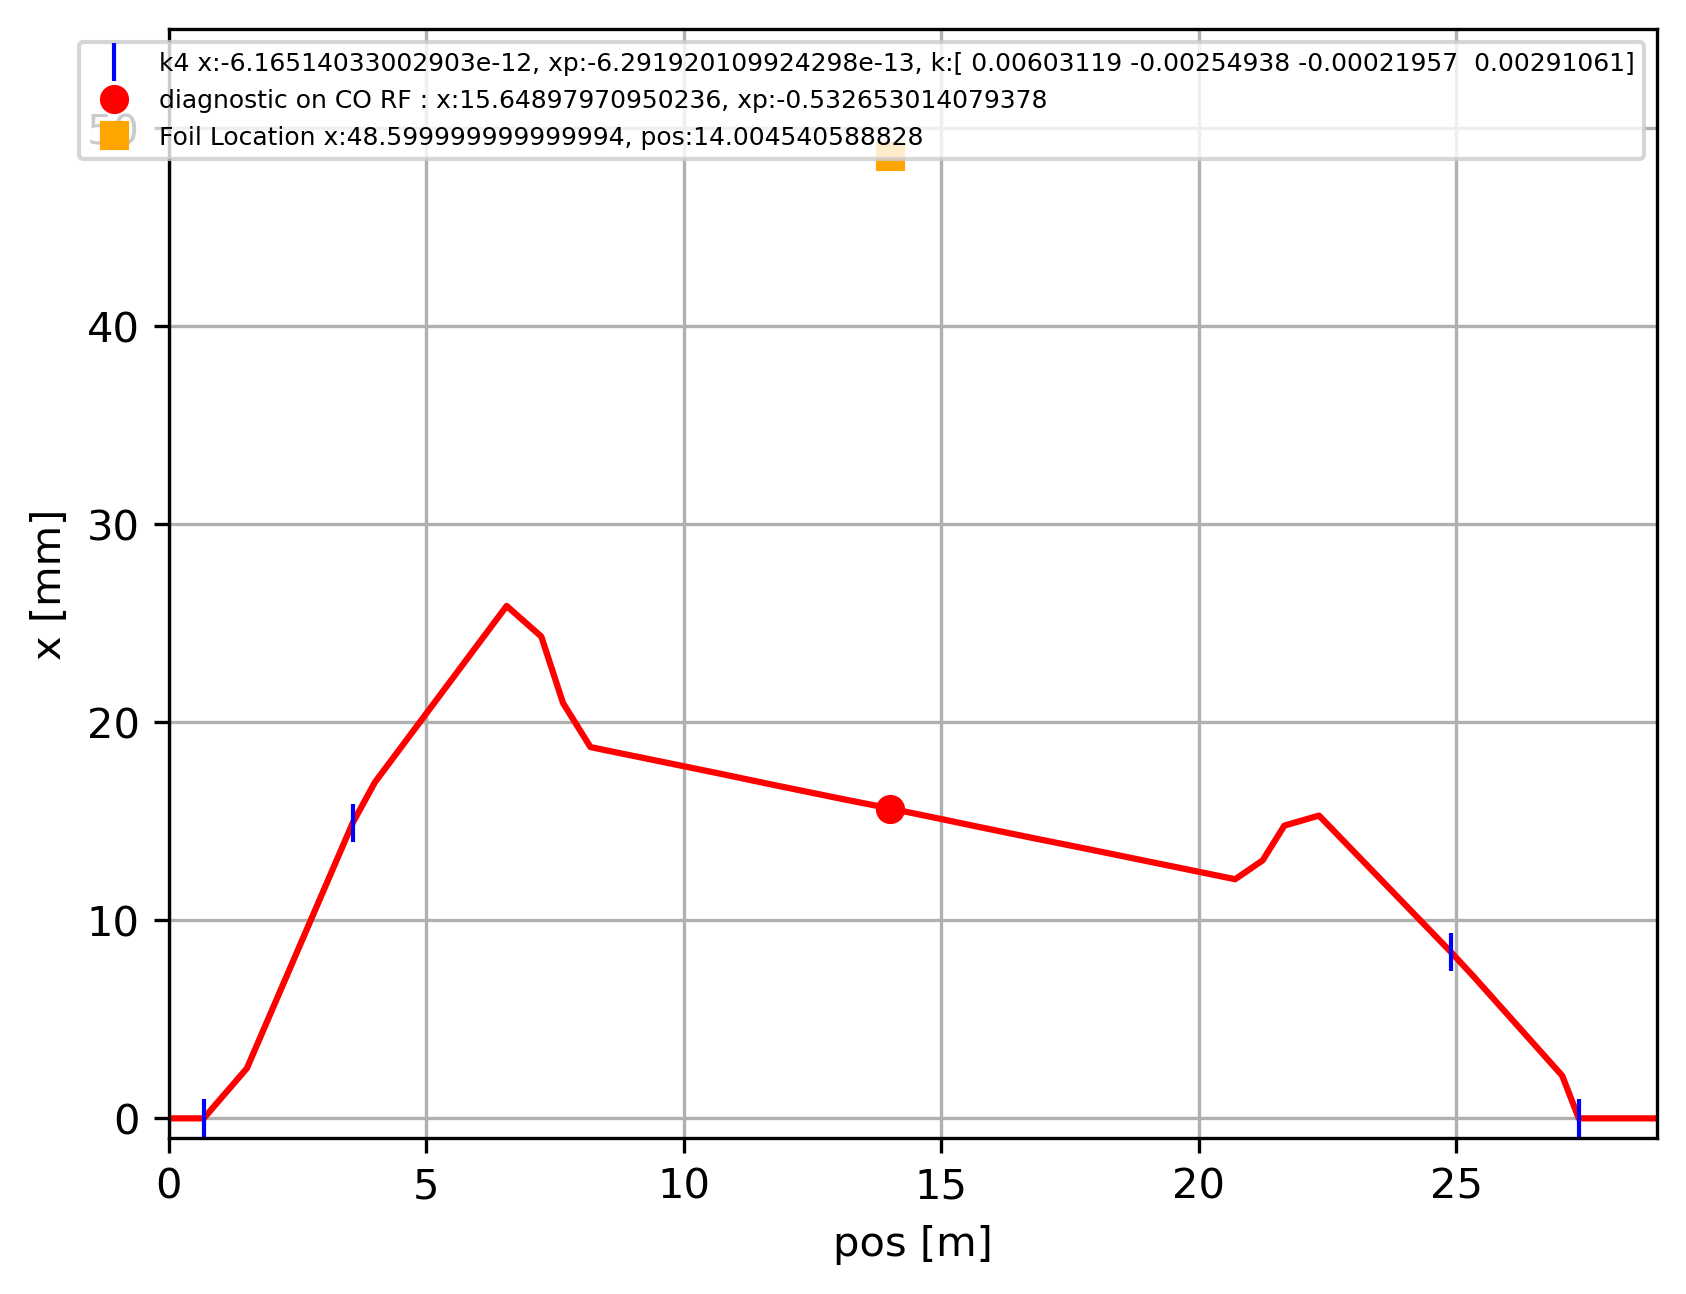 k4 x:-6.16514033002903e-12, xp:-6.291920109924298e-13, k:[ 0.00603119 -0.00254938 -0.00021957  0.00291061]
diagnostic on CO RF : x:15.64897970950236, xp:-0.532653014079378
Foil Location x:48.599999999999994, pos:14.004540588828
50
40
30
20
10
0
x [mm]
0 5 10 15 20 25
pos [m]